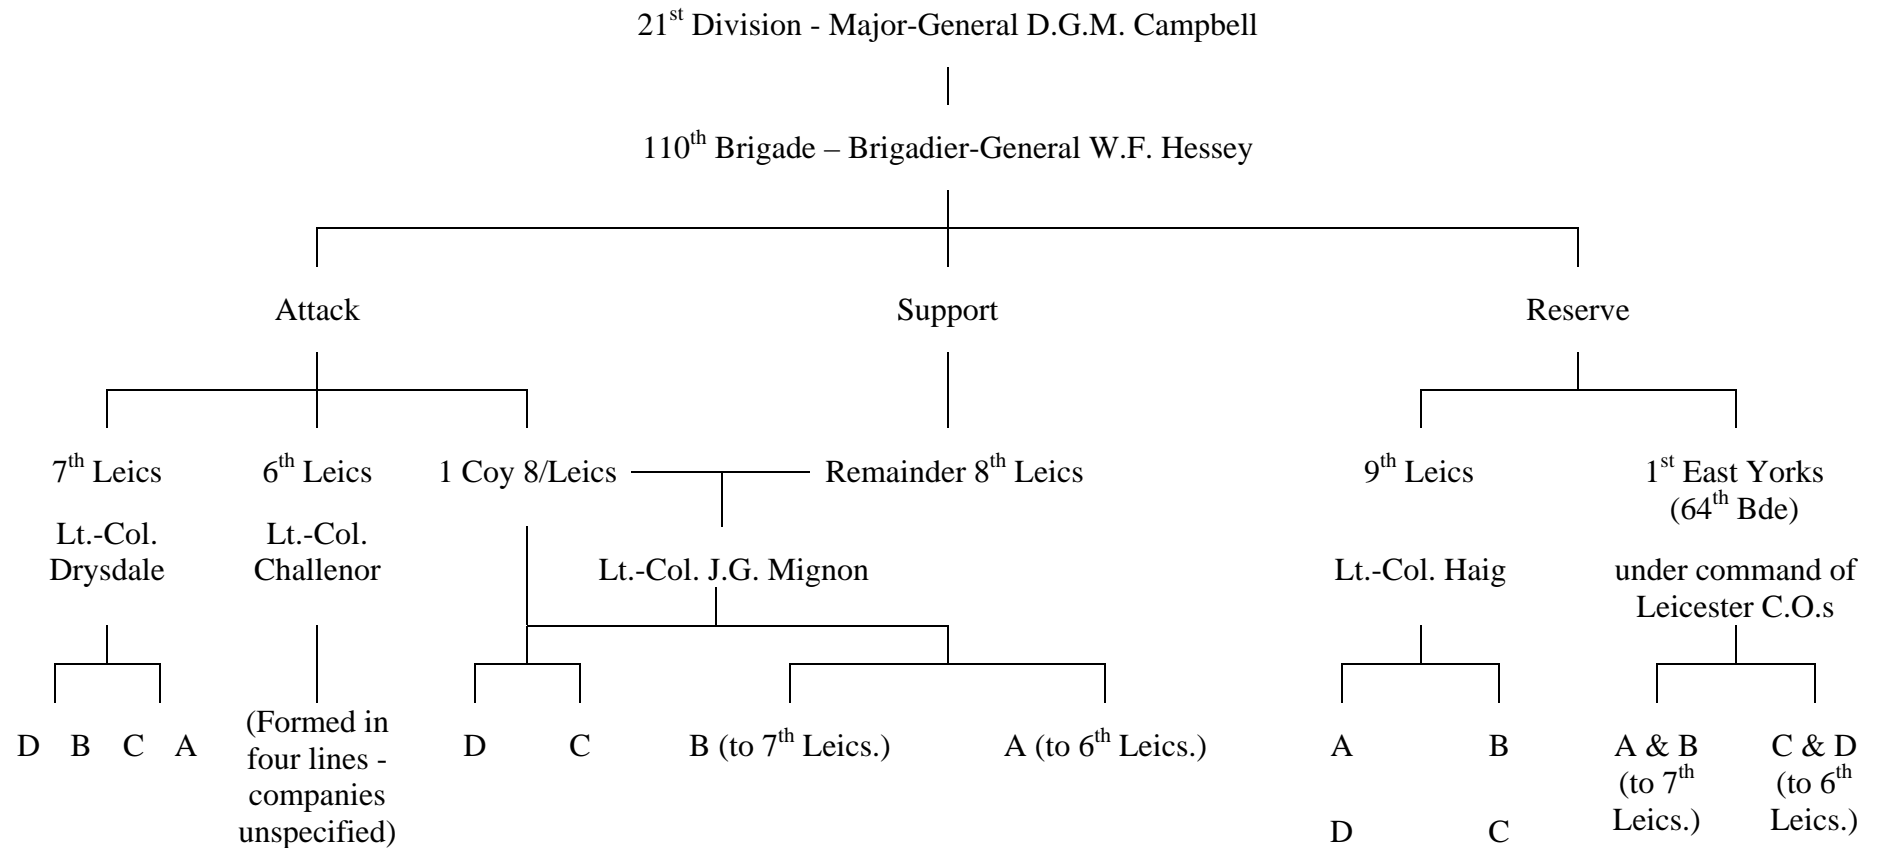 21st Division - Major-General D.G.M. Campbell
110th Brigade – Brigadier-General W.F. Hessey
Attack
Support
Reserve
7th Leics
6th Leics
1 Coy 8/Leics
Remainder 8th Leics
9th Leics
1st East Yorks
(64th Bde)
Lt.-Col.
Drysdale
Lt.-Col.
Challenor
Lt.-Col. J.G. Mignon
Lt.-Col. Haig
under command of
Leicester C.O.s
D B C A
(Formed in
four lines -
companies
unspecified)
D
C
B (to 7th Leics.)
A (to 6th Leics.)
A
B
D
C
A & B
(to 7th
Leics.)
C & D
(to 6th
Leics.)